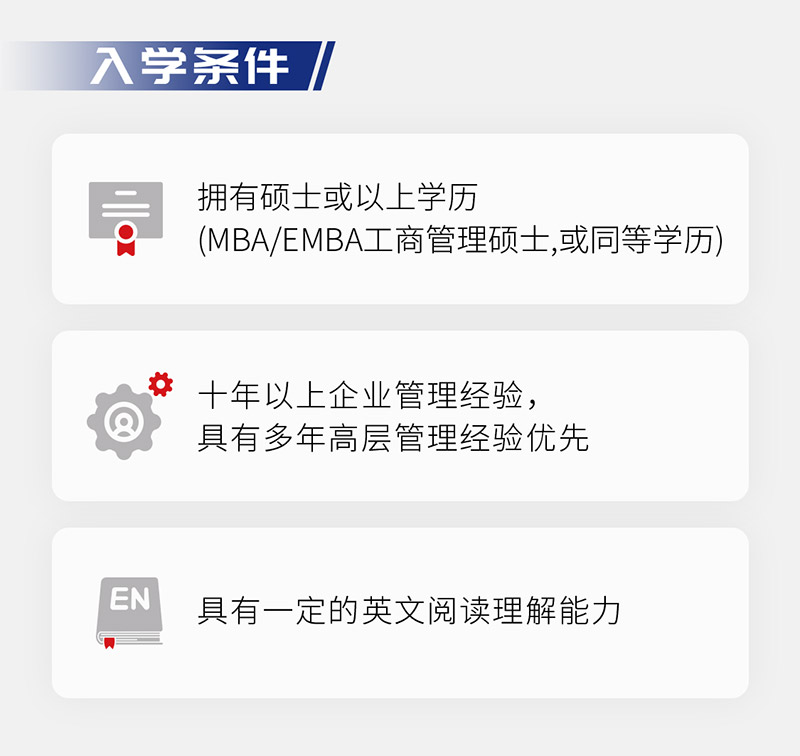 入学条件
拥有硕士或以上学历
(MBA/EMBA工商管理硕士,或同等学历)
十年以上企业管理经验，
具有多年高层管理经验优先
EN
具有一定的英文阅读理解能力